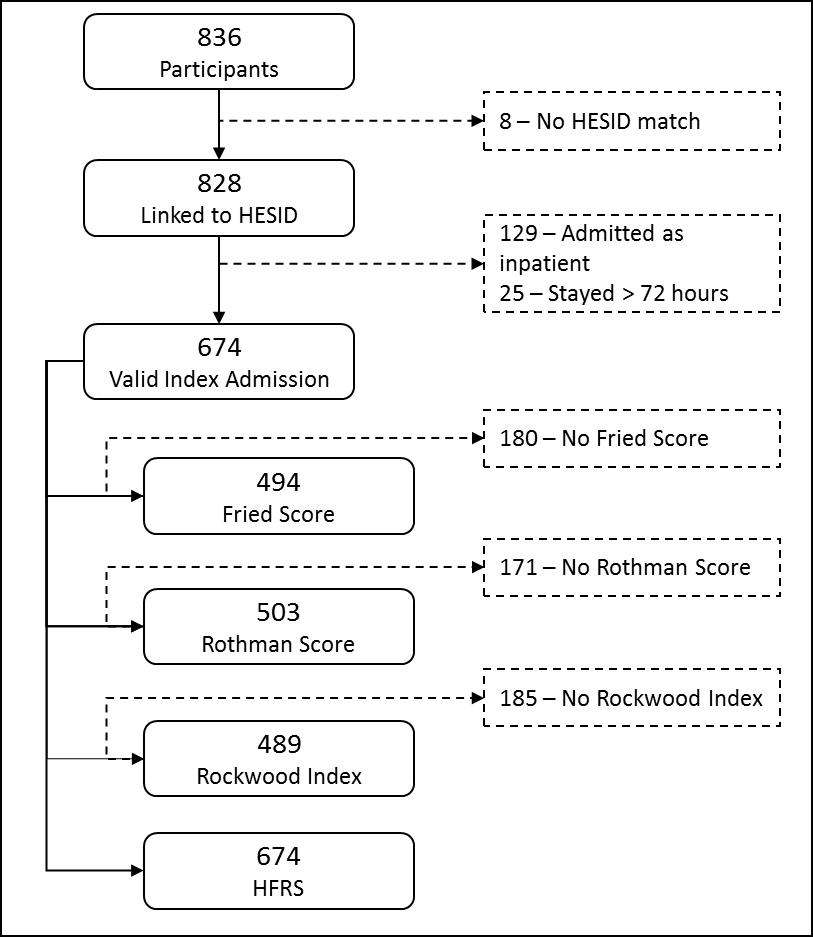 836
Participants
8 – No HESID match
828
Linked to HESID
129 – Admitted as
inpatient
25 – Stayed > 72 hours
674
Valid Index Admission
180 – No Fried Score
494
Fried Score
171 – No Rothman Score
503
Rothman Score
185 – No Rockwood Index
489
Rockwood Index
674
HFRS